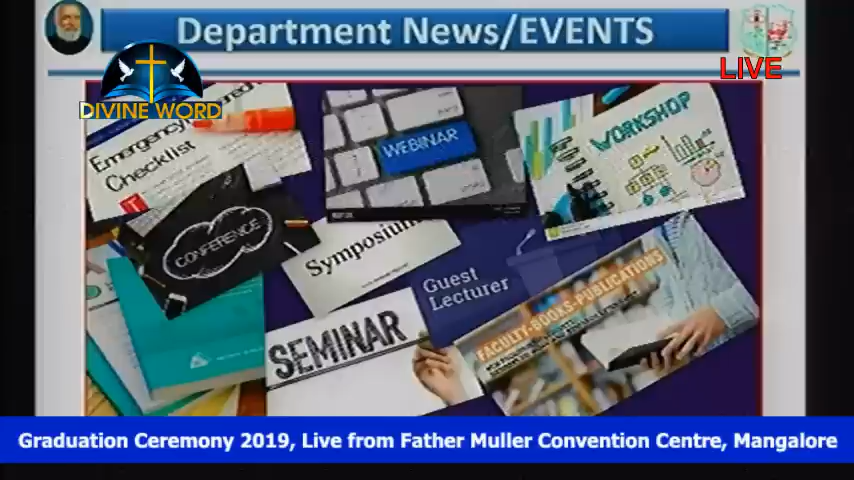 Department News/EVENTS
LIVE
DIVINE WORD
Emergency
Checklist
WEBINAR
WORKSHOP
CONFERENCE
Symposium
Guest
Lecturer
SEMINAR
FACULTY-BOOKS-PUBLICATIONS
Graduation Ceremony 2019, Live from Father Muller Convention Centre, Mangalore